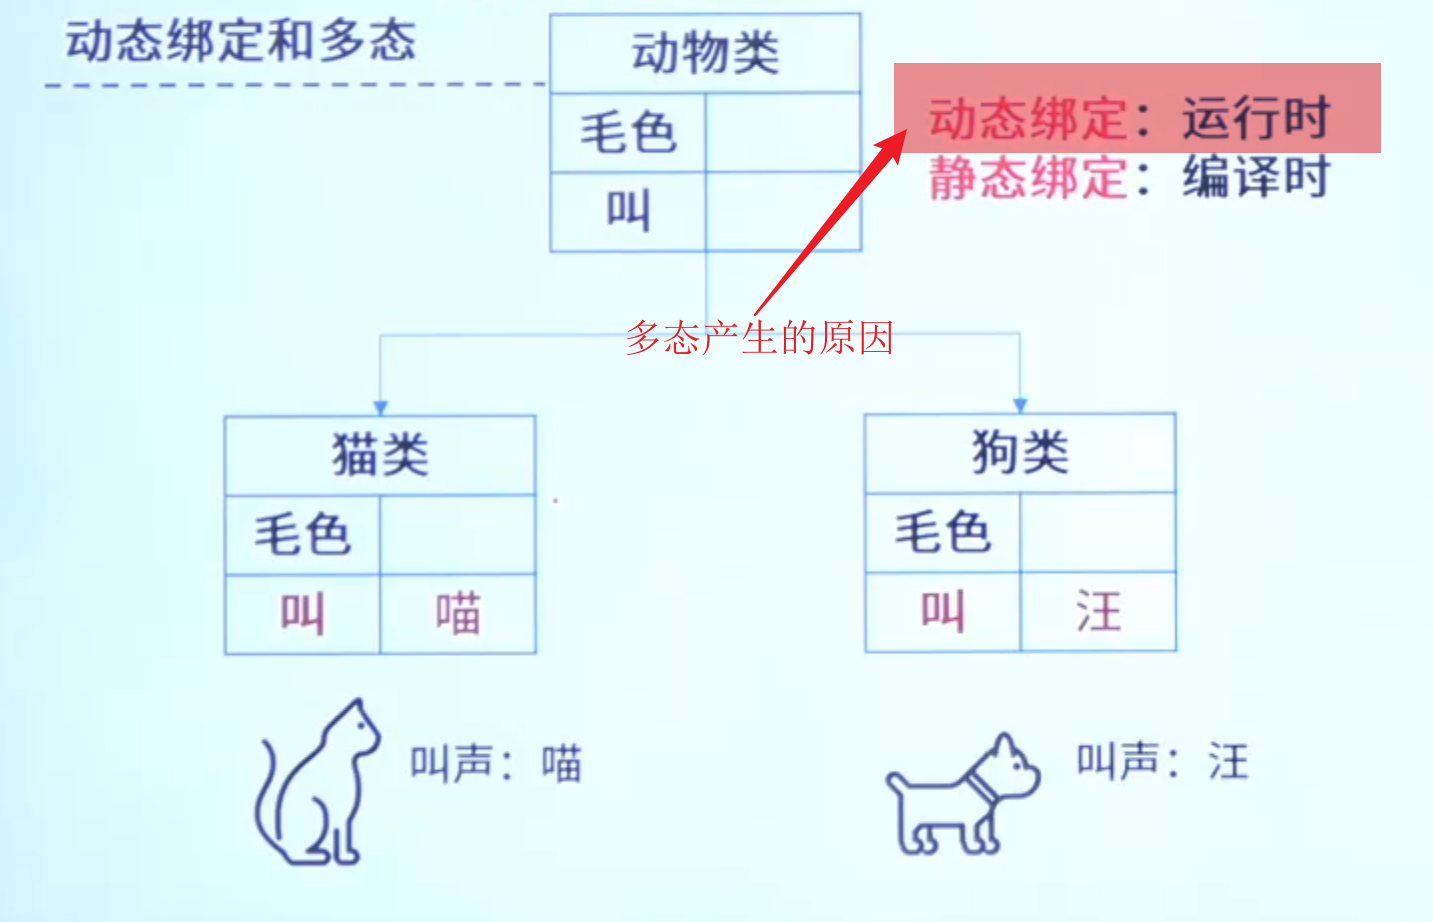 动态绑定和多态
动物类
毛色
叫
动态绑定：运行时
静态绑定：编译时
多态产生的原因
猫类
毛色
叫 喵
狗类
毛色
叫 汪
叫声：喵
叫声：汪